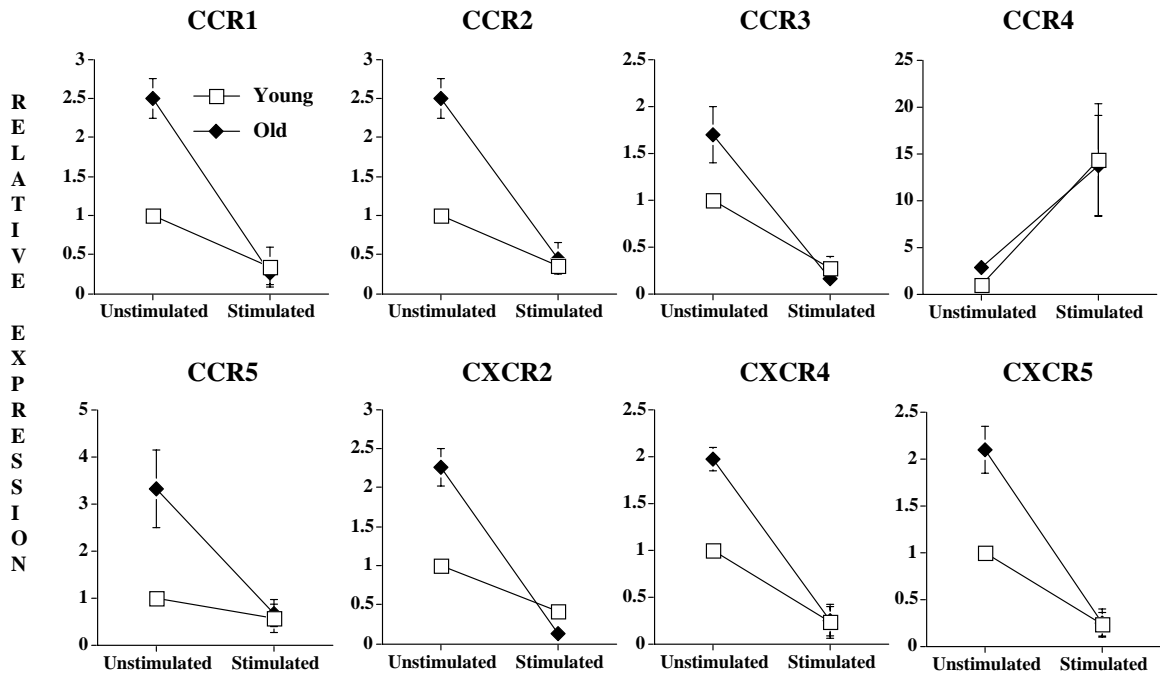 CCR1 CCR2 CCR3 CCR4
RELATIVE EXPRESSION
3 3 2.5 25
2.5 2.5 2 20
2 2 1.5 15
1.5 1.5 1 10
1 1 0.5 5
0.5 0.5 0 0
0 0
Young
Old
Unstimulated Stimulated Unstimulated Stimulated Unstimulated Stimulated Unstimulated Stimulated
CCR5 CXCR2 CXCR4 CXCR5
5 3 2.5 2.5
4 2.5 2 2
3 2 1.5 1.5
2 1.5 1 1
1 1 0.5 0.5
0 0.5 0 0
0
Unstimulated Stimulated Unstimulated Stimulated Unstimulated Stimulated Unstimulated Stimulated